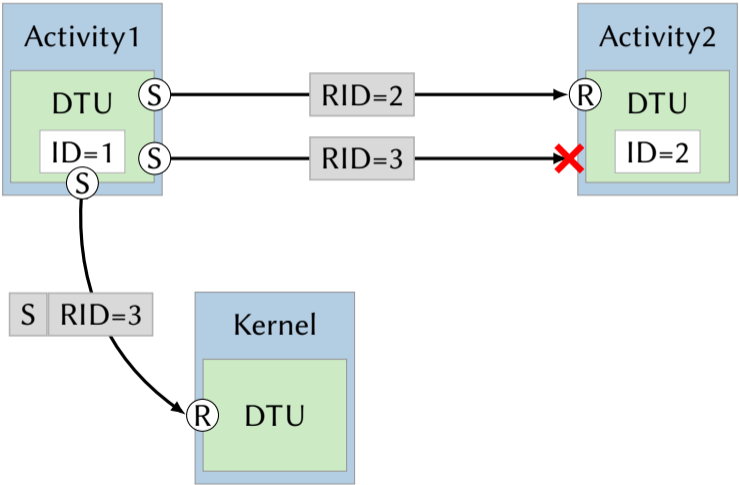 Activity1
DTU
ID=1
S
S
S
RID=2
RID=3
Activity2
R
DTU
ID=2
S RID=3
Kernel
R
DTU